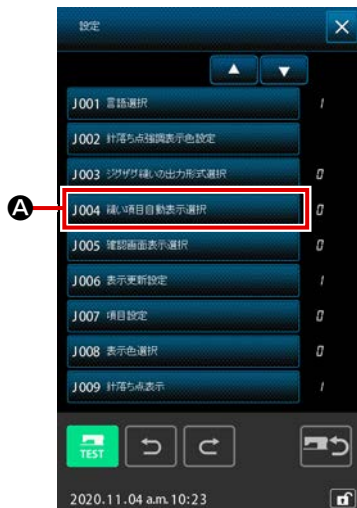 設定
J001 言語選択 1
J002 針落ち点強調表示色設定
J003 ジグザグ縫いの出力形式選択 0
A J004 縫い項目自動表示選択 0
J005 確認画面表示選択 0
J006 表示更新設定 1
J007 項目設定 0
J008 表示色選択 0
J009 針落ち点表示 1
TEST
2020.11.04 a.m.10:23